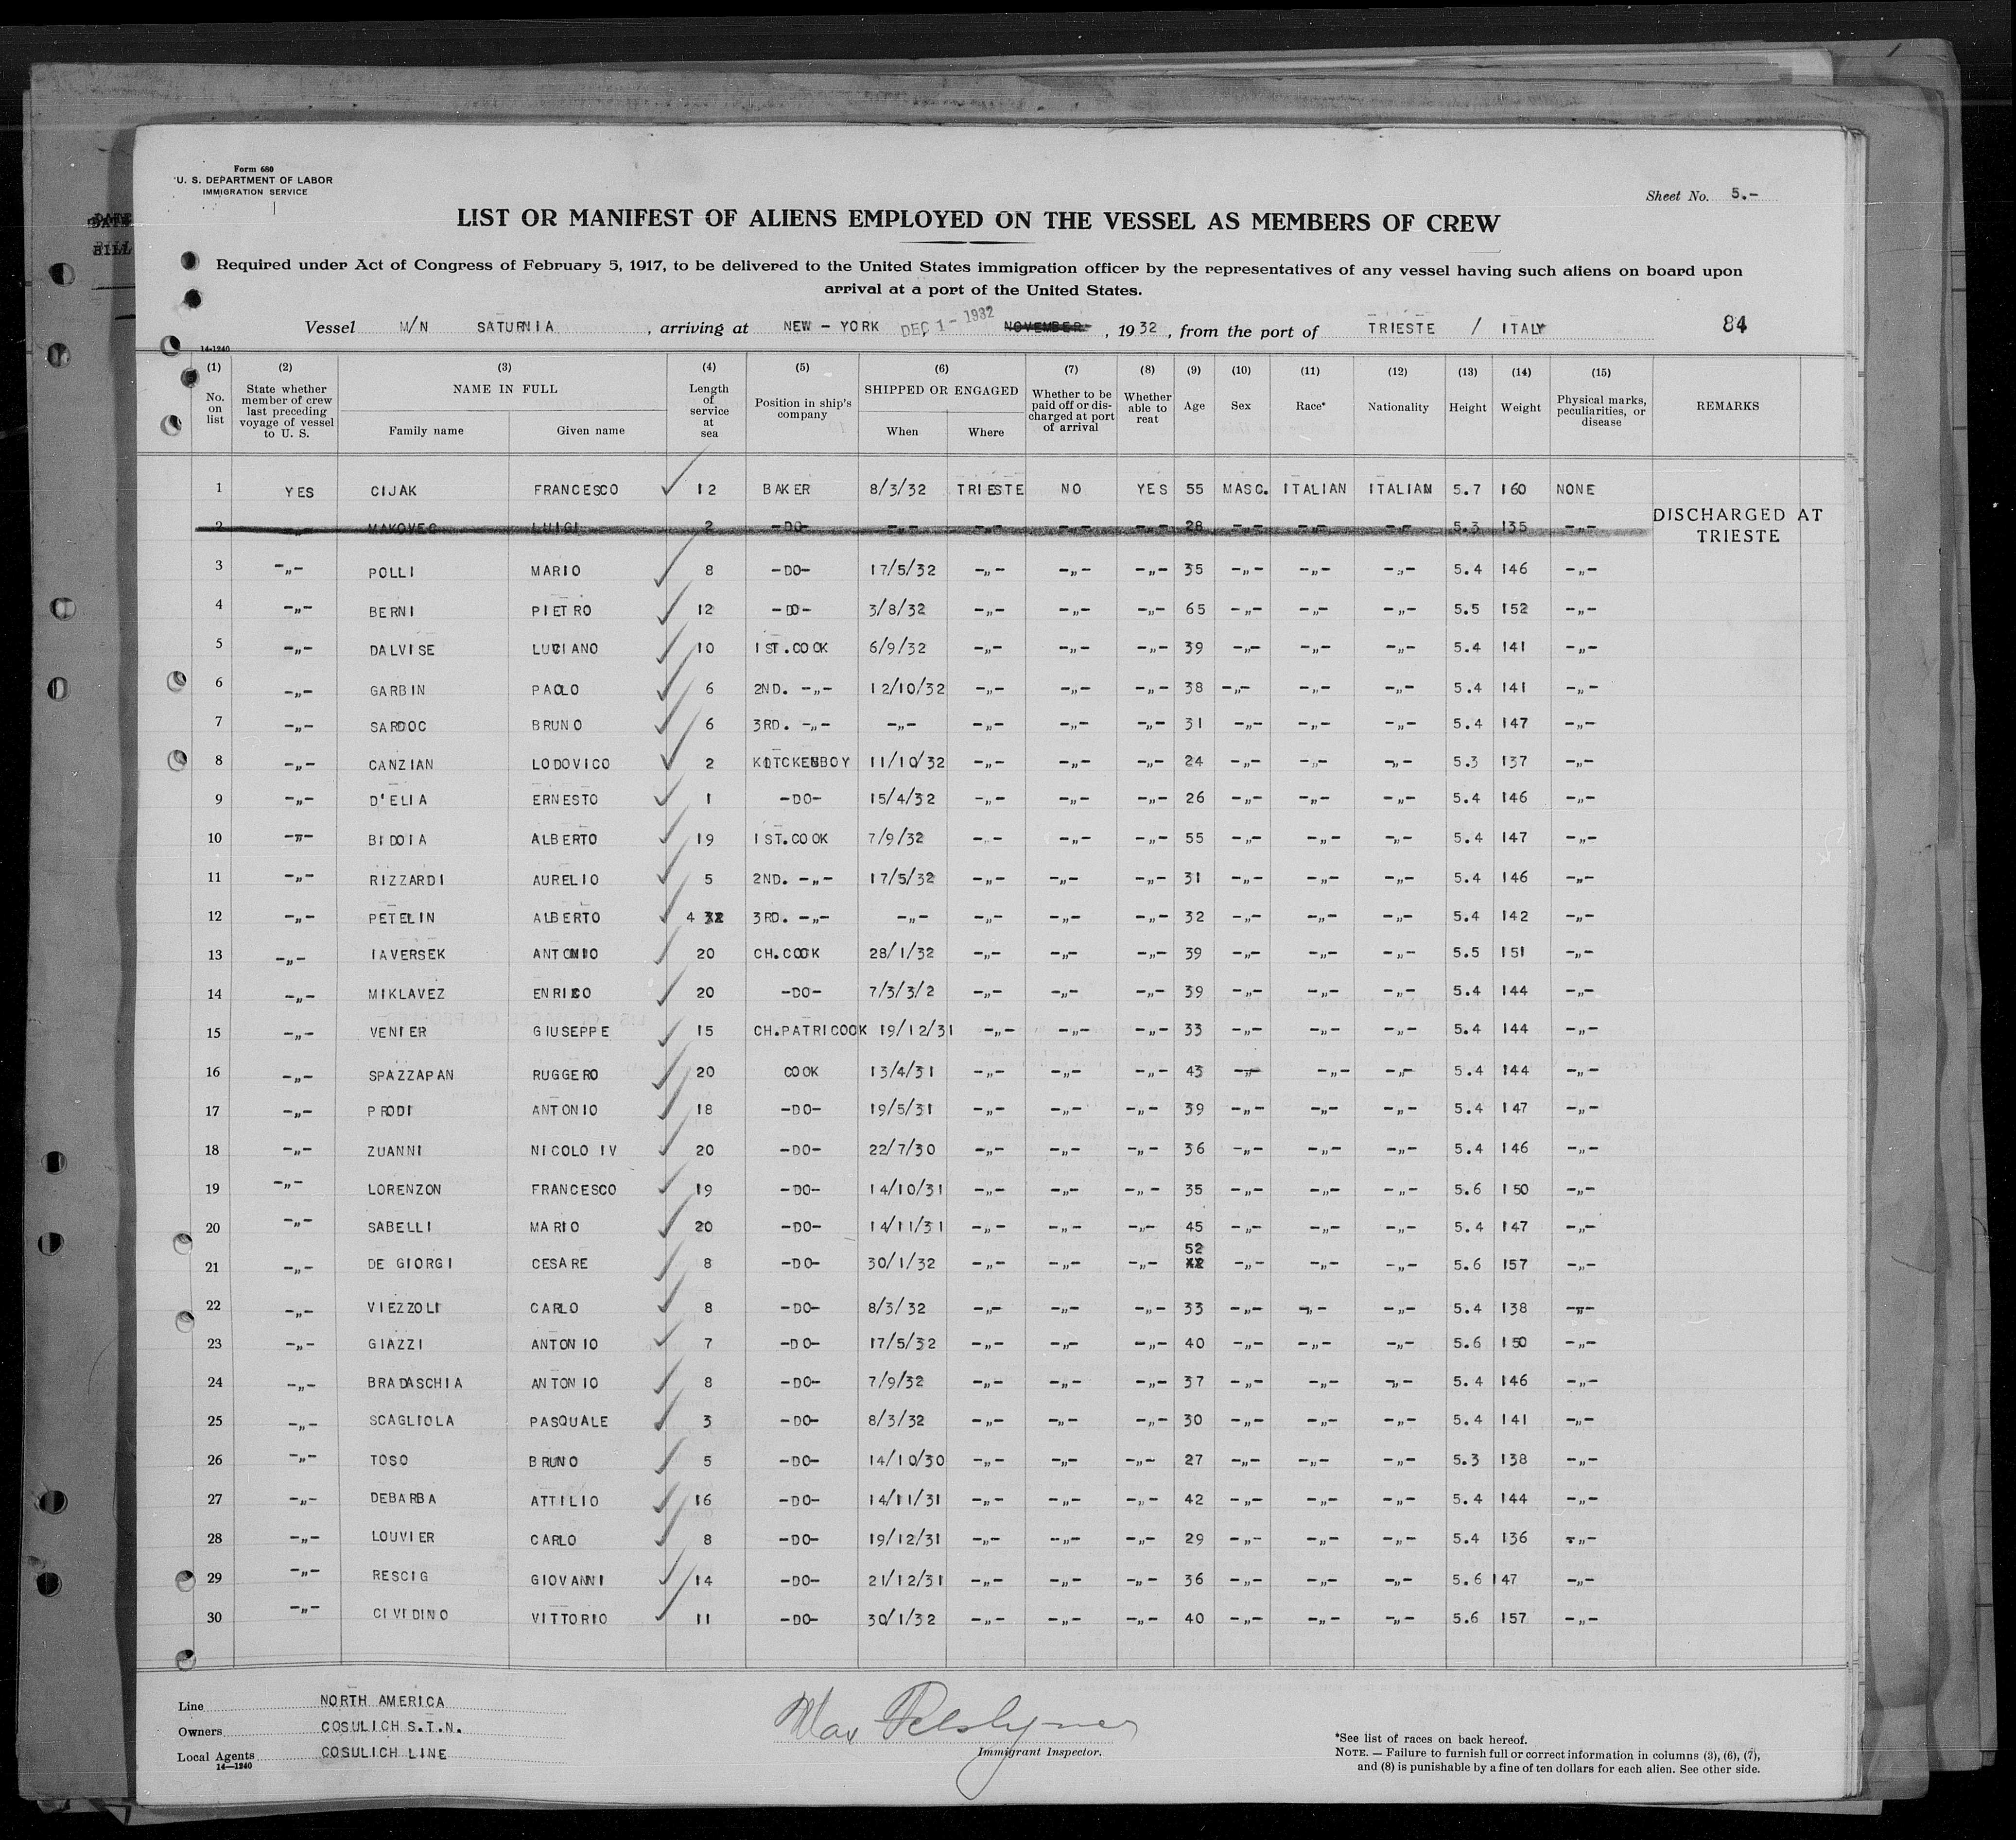 Form 680
U. S. DEPARTMENT OF LABOR
IMMIGRATION SERVICE
Sheet No. 5.-
LIST OR MANIFEST OF ALIENS EMPLOYED ON THE VESSEL AS MEMBERS OF CREW
Required under Act of Congress of February 5, 1917, to be delivered to the United States immigration officer by the representatives of any vessel having such aliens on board upon
arrival at a port of the United States.
Vessel M/N SATURNIA, arriving at NEW-YORK DEC 1-1932 NOVEMBER, 1932, from the port of TRIESTE / ITALY 84
14-1240
(1) (2) (3) (4) (5) (6) (7) (8) (9) (10) (11) (12) (13) (14) (15)
No. on list | State whether member of crew last preceding voyage of vessel to U. S. | NAME IN FULL Family name Given name | Length of service at sea | Position in ship's company | SHIPPED OR ENGAGED When Where | Whether to be paid off or discharged at port of arrival | Whether able to reat | Age | Sex | Race* | Nationality | Height | Weight | Physical marks, peculiarities, or disease | REMARKS
1 YES CIJAK FRANCESCO 12 BAKER 8/3/32 TRIESTE NO YES 55 MASC. ITALIAN ITALIAN 5.7 160 NONE
2 -„- MAKOVEC LUIGI 2 -DO- -„- -„- -„- -„- 28 -„- -„- -„- 5.3 135 -„- DISCHARGED AT TRIESTE
3 -„- POLLI MARIO 8 -DO- 17/5/32 -„- -„- -„- 35 -„- -„- -„- 5.4 146 -„-
4 -„- BERNI PIETRO 12 -DO- 3/8/32 -„- -„- -„- 65 -„- -„- -„- 5.5 152 -„-
5 -„- DALVISE LUCIANO 10 1ST.COOK 6/9/32 -„- -„- -„- 39 -„- -„- -„- 5.4 141 -„-
6 -„- GARBIN PAOLO 6 2ND. -„- 12/10/32 -„- -„- -„- 38 -„- -„- -„- 5.4 141 -„-
7 -„- SARDOC BRUNO 6 3RD. -„- -„- -„- -„- -„- 31 -„- -„- -„- 5.4 147 -„-
8 -„- CANZIAN LODOVICO 2 KITCKENBOY 11/10/32 -„- -„- -„- 24 -„- -„- -„- 5.3 137 -„-
9 -„- D'ELIA ERNESTO 1 -DO- 15/4/32 -„- -„- -„- 26 -„- -„- -„- 5.4 146 -„-
10 -„- BIDOIA ALBERTO 19 1ST.COOK 7/9/32 -„- -„- -„- 55 -„- -„- -„- 5.4 147 -„-
11 -„- RIZZARDI AURELIO 5 2ND. -„- 17/5/32 -„- -„- -„- 31 -„- -„- -„- 5.4 146 -„-
12 -„- PETELIN ALBERTO 4 3RD. -„- -„- -„- -„- -„- 32 -„- -„- -„- 5.4 142 -„-
13 -„- IAVERSEK ANTONIO 20 CH.COOK 28/1/32 -„- -„- -„- 39 -„- -„- -„- 5.5 151 -„-
14 -„- MIKLAVEZ ENRICO 20 -DO- 7/3/3/2 -„- -„- -„- 39 -„- -„- -„- 5.4 144 -„-
15 -„- VENIER GIUSEPPE 15 CH.PATRICOOK 19/12/31 -„- -„- -„- 33 -„- -„- -„- 5.4 144 -„-
16 -„- SPAZZAPAN RUGGERO 20 COOK 13/4/31 -„- -„- -„- 43 -„- -„- -„- 5.4 144 -„-
17 -„- PRODI ANTONIO 18 -DO- 19/5/31 -„- -„- -„- 39 -„- -„- -„- 5.4 147 -„-
18 -„- ZUANNI NICOLO IV 20 -DO- 22/7/30 -„- -„- -„- 36 -„- -„- -„- 5.4 146 -„-
19 -„- LORENZON FRANCESCO 19 -DO- 14/10/31 -„- -„- -„- 35 -„- -„- -„- 5.6 150 -„-
20 -„- SABELLI MARIO 20 -DO- 14/11/31 -„- -„- -„- 45 -„- -„- -„- 5.4 147 -„-
21 -„- DE GIORGI CESARE 8 -DO- 30/1/32 -„- -„- -„- 52 -„- -„- -„- 5.6 157 -„-
22 -„- VIEZZOLI CARLO 8 -DO- 8/3/32 -„- -„- -„- 33 -„- -„- -„- 5.4 138 -„-
23 -„- GIAZZI ANTONIO 7 -DO- 17/5/32 -„- -„- -„- 40 -„- -„- -„- 5.6 150 -„-
24 -„- BRADASCHIA ANTONIO 8 -DO- 7/9/32 -„- -„- -„- 37 -„- -„- -„- 5.4 146 -„-
25 -„- SCAGLIOLA PASQUALE 3 -DO- 8/3/32 -„- -„- -„- 30 -„- -„- -„- 5.4 141 -„-
26 -„- TOSO BRUNO 5 -DO- 14/10/30 -„- -„- -„- 27 -„- -„- -„- 5.3 138 -„-
27 -„- DEBARBA ATTILIO 16 -DO- 14/11/31 -„- -„- -„- 42 -„- -„- -„- 5.4 144 -„-
28 -„- LOUVIER CARLO 8 -DO- 19/12/31 -„- -„- -„- 29 -„- -„- -„- 5.4 136 -„-
29 -„- RESCIG GIOVANNI 14 -DO- 21/12/31 -„- -„- -„- 36 -„- -„- -„- 5.6 147 -„-
30 -„- CIVIDINO VITTORIO 11 -DO- 30/1/32 -„- -„- -„- 40 -„- -„- -„- 5.6 157 -„-
Line NORTH AMERICA
Owners COSULICH S.T.N.
Local Agents COSULICH LINE
14-1240
Max
Immigrant Inspector.
*See list of races on back hereof.
NOTE. — Failure to furnish full or correct information in columns (3), (6), (7),
and (8) is punishable by a fine of ten dollars for each alien. See other side.